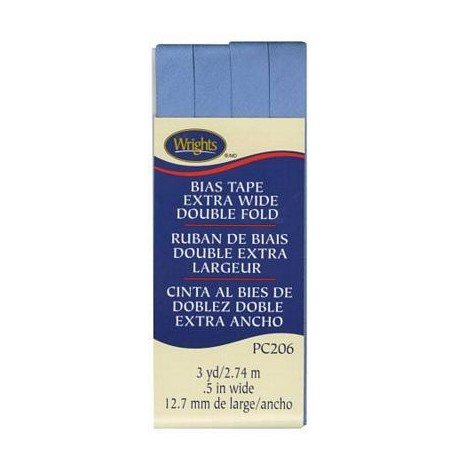 Wrights
®/MD
BIAS TAPE
EXTRA WIDE
DOUBLE FOLD
RUBAN DE BIAIS
DOUBLE EXTRA
LARGEUR
CINTA AL BIES DE
DOBLEZ DOBLE
EXTRA ANCHO
PC206
3 yd/2.74 m
.5 in wide
12.7 mm de large/ancho